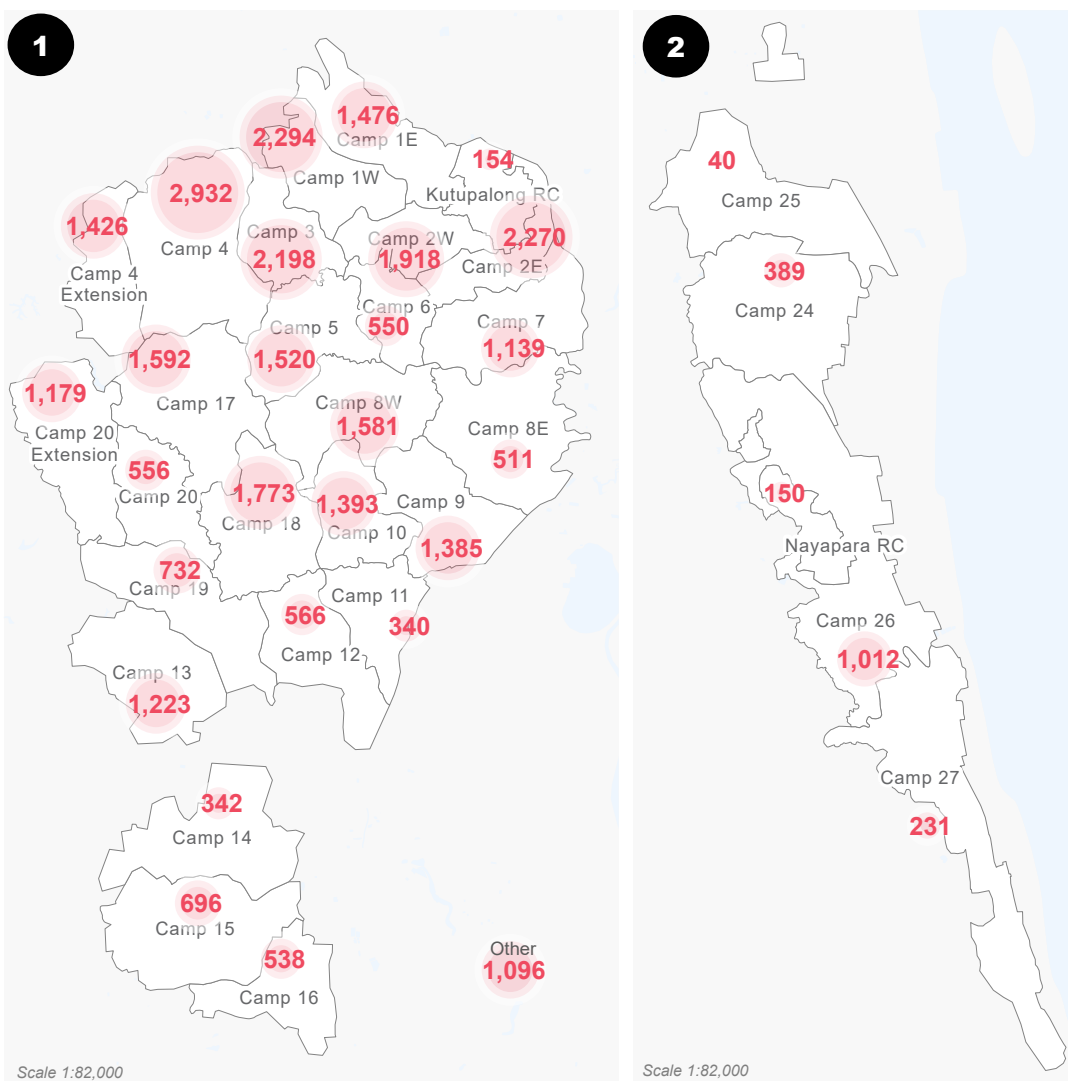 1
1,476
Camp 1E
2,294
Camp 1W
154
Kutupalong RC
2,932
Camp 4
1,426
Camp 4
Extension
Camp 3
2,198
Camp 2W
1,918
2,270
Camp 2E
Camp 6
550
Camp 5
1,520
Camp 7
1,139
1,592
Camp 17
1,179
Camp 20
Extension
Camp 8W
1,581
Camp 8E
511
556
Camp 20
1,773
Camp 18
1,393
Camp 10
Camp 9
1,385
732
Camp 19
Camp 11
340
566
Camp 12
Camp 13
1,223
342
Camp 14
696
Camp 15
538
Camp 16
Other
1,096
Scale 1:82,000
2
40
Camp 25
389
Camp 24
150
Nayapara RC
Camp 26
1,012
Camp 27
231
Scale 1:82,000